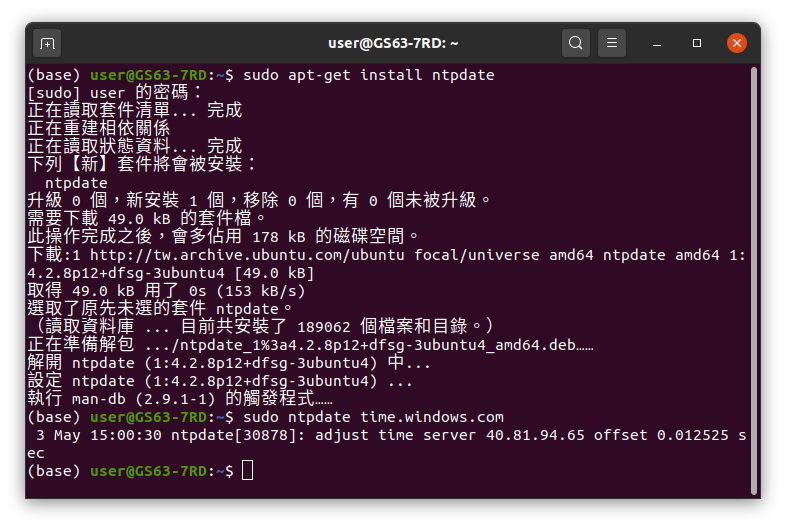 user@GS63-7RD: ~
(base) user@GS63-7RD:~$ sudo apt-get install ntpdate
[sudo] user 的密碼：
正在讀取套件清單... 完成
正在重建相依關係
正在讀取狀態資料... 完成
下列【新】套件將會被安裝：
  ntpdate
升級 0 個，新安裝 1 個，移除 0 個，有 0 個未被升級。
需要下載 49.0 kB 的套件檔。
此操作完成之後，會多佔用 178 kB 的磁碟空間。
下載:1 http://tw.archive.ubuntu.com/ubuntu focal/universe amd64 ntpdate amd64 1:
4.2.8p12+dfsg-3ubuntu4 [49.0 kB]
取得 49.0 kB 用了 0s (153 kB/s)
選取了原先未選的套件 ntpdate。
（讀取資料庫 ... 目前共安裝了 189062 個檔案和目錄。）
正在準備解包 .../ntpdate_1%3a4.2.8p12+dfsg-3ubuntu4_amd64.deb……
解開 ntpdate (1:4.2.8p12+dfsg-3ubuntu4) 中...
設定 ntpdate (1:4.2.8p12+dfsg-3ubuntu4) ...
執行 man-db (2.9.1-1) 的觸發程式……
(base) user@GS63-7RD:~$ sudo ntpdate time.windows.com
 3 May 15:00:30 ntpdate[30878]: adjust time server 40.81.94.65 offset 0.012525 s
ec
(base) user@GS63-7RD:~$